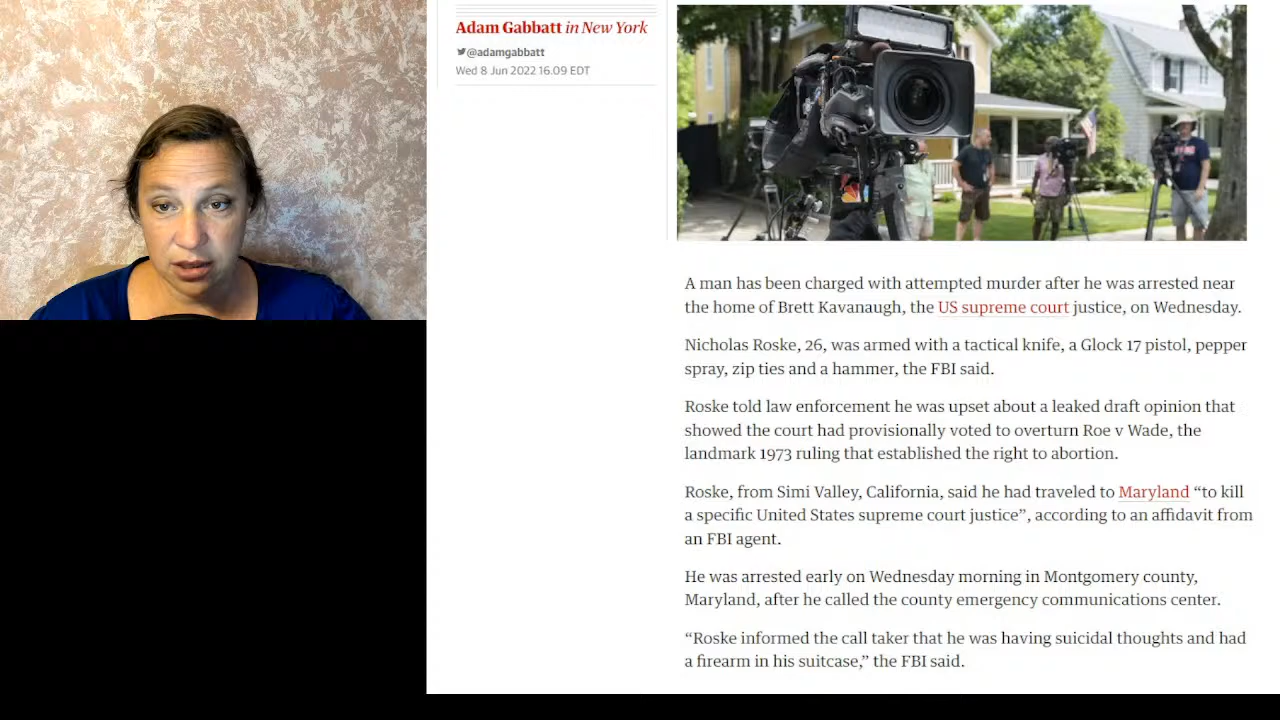 Adam Gabbatt in New York
@adamgabbatt
Wed 8 Jun 2022 16.09 EDT
A man has been charged with attempted murder after he was arrested near
the home of Brett Kavanaugh, the US supreme court justice, on Wednesday.
Nicholas Roske, 26, was armed with a tactical knife, a Glock 17 pistol, pepper
spray, zip ties and a hammer, the FBI said.
Roske told law enforcement he was upset about a leaked draft opinion that
showed the court had provisionally voted to overturn Roe v Wade, the
landmark 1973 ruling that established the right to abortion.
Roske, from Simi Valley, California, said he had traveled to Maryland “to kill
a specific United States supreme court justice”, according to an affidavit from
an FBI agent.
He was arrested early on Wednesday morning in Montgomery county,
Maryland, after he called the county emergency communications center.
“Roske informed the call taker that he was having suicidal thoughts and had
a firearm in his suitcase,” the FBI said.